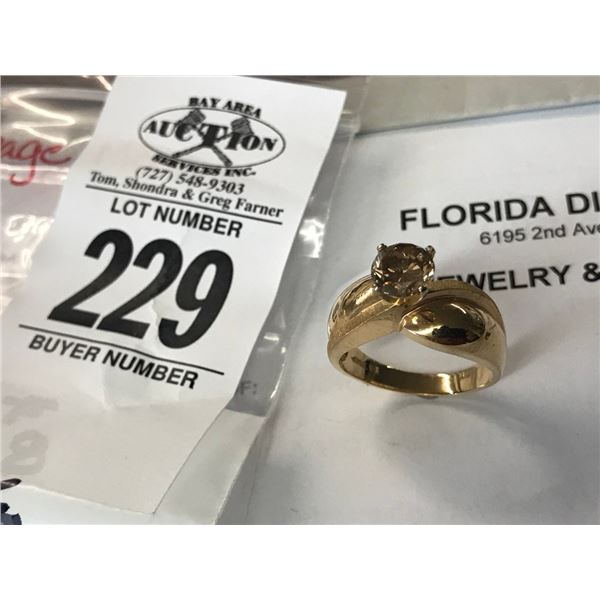 age
BAY AREA
AUCTION
SERVICES INC-
(727) 548-9303
Tom, Shondra & Greg Farner
LOT NUMBER
229
BUYER NUMBER
FLORIDA DI
6195 2nd Ave
EWELRY &